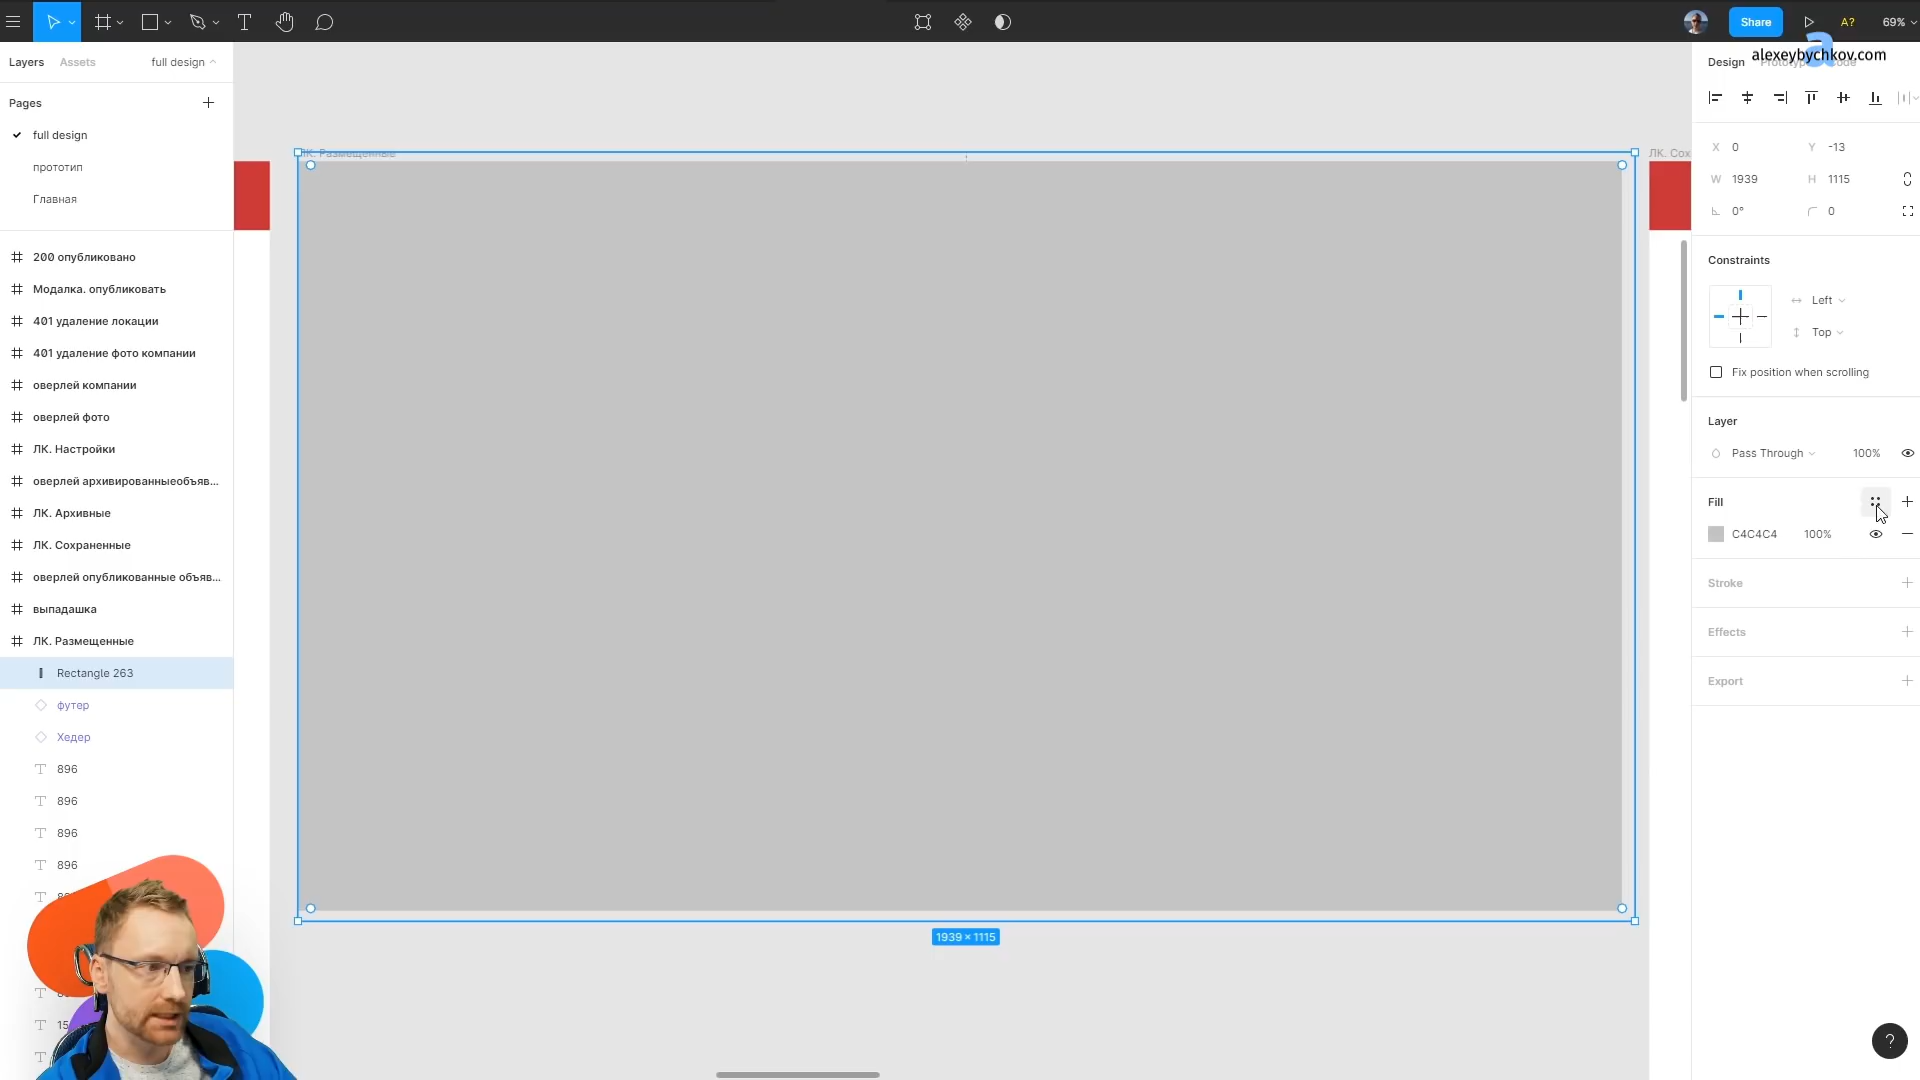 Share
A?
69%
Layers
Assets
full design
alexeybychkov.com
Design
Pages
full design
прототип
Главная
ЛК. Размещенные
ЛК. Сох
X 0
Y -13
W 1939
H 1115
0°
0
Constraints
Left
Top
Fix position when scrolling
Layer
Pass Through
100%
Fill
C4C4C4
100%
Stroke
Effects
Export
200 опубликовано
Модалка. опубликовать
401 удаление локации
401 удаление фото компании
оверлей компании
оверлей фото
ЛК. Настройки
оверлей архивированныеобъяв...
ЛК. Архивные
ЛК. Сохраненные
оверлей опубликованные объяв...
выпадашка
ЛК. Размещенные
Rectangle 263
футер
Хедер
896
896
896
896
1939 × 1115
?